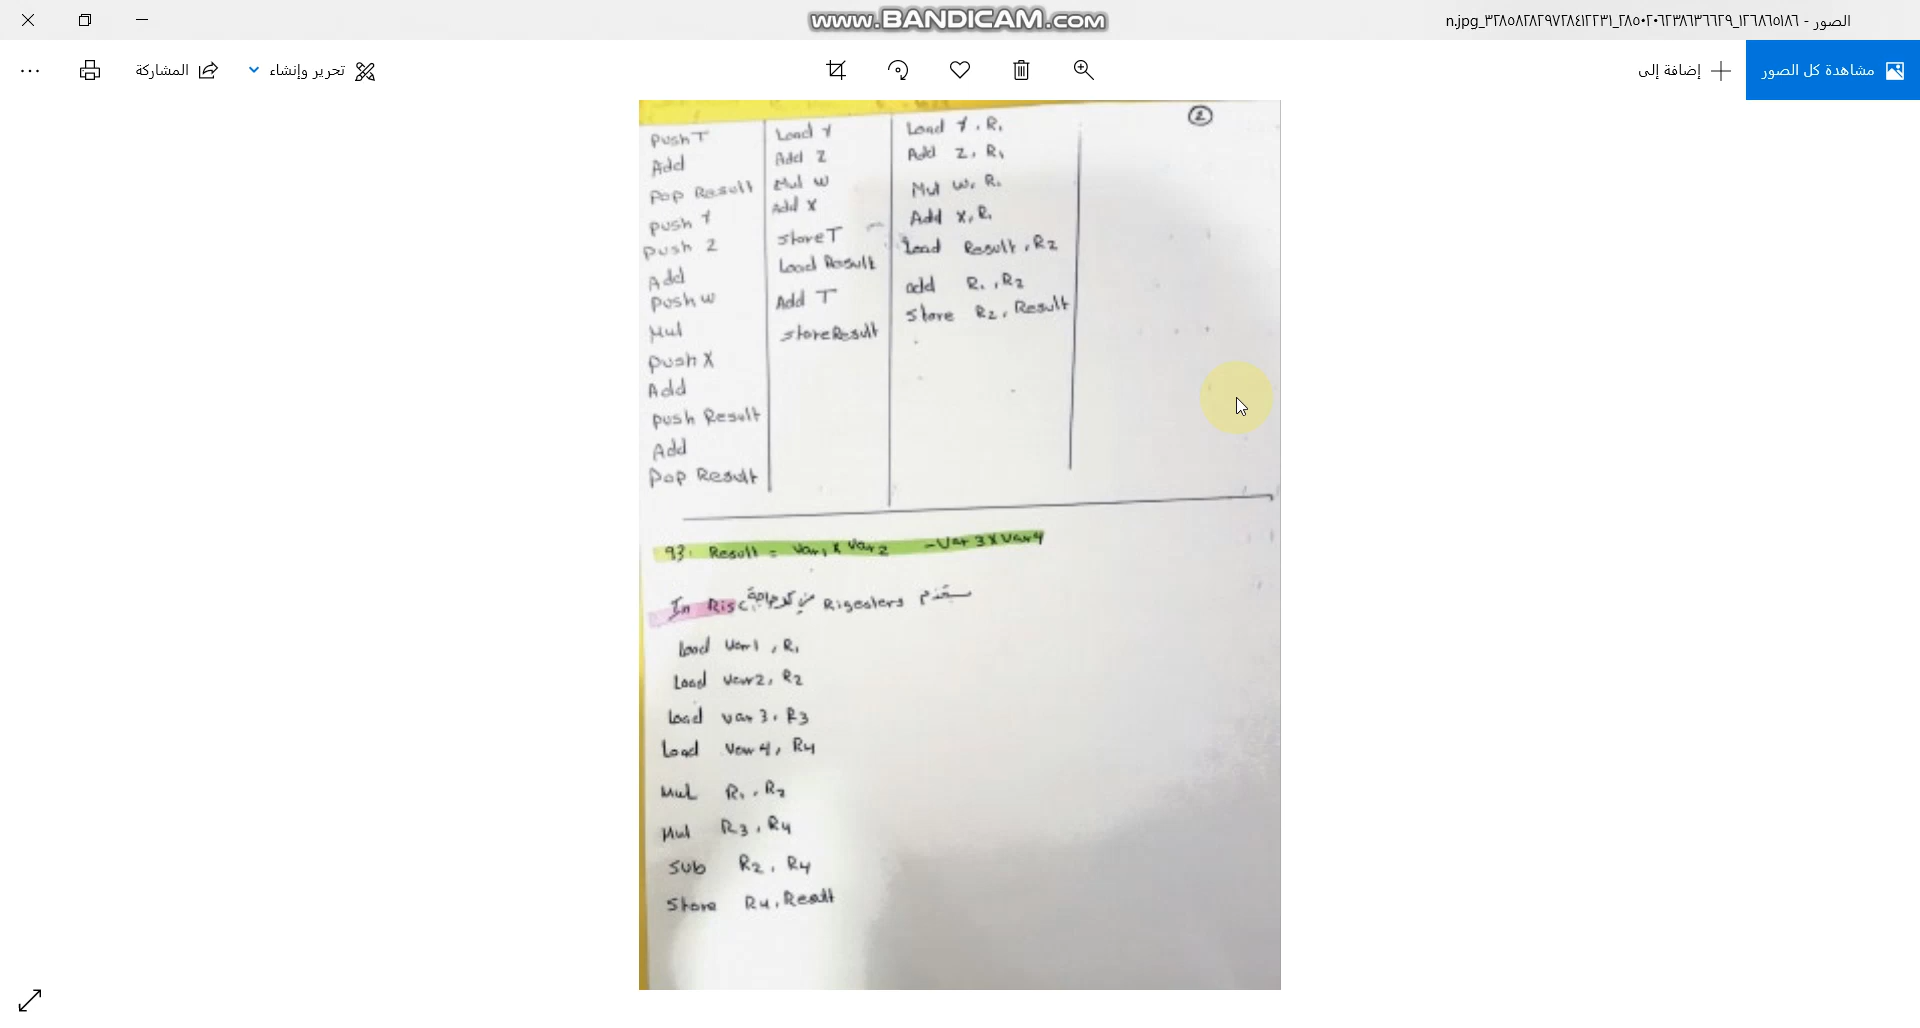 www.BANDICAM.com
الصور - n.jpg_٣٢٨٥٨٢٨٢٩٧٢٨٤١٢٢٣١_٢٨٥٠٢٠٦٢٣٨٦٣٦٦٢٩_١٢٦٨٦٥١٨٦
مشاهدة كل الصور
إضافة إلى
تحرير وإنشاء
المشاركة
2
Push T
Add
Pop Result
Push Y
Push Z
Add
Push W
Mul
Push X
Add
Push Result
Add
Pop Result
Load Y
Add Z
Mul W
Add X
Store T
Load Result
Add T
Store Result
Load Y, R1
Add Z, R1
Mul W, R1
Add X, R1
Load Result, R2
add R1, R2
Store R2, Result
Q3: Result = Var1 x Var2 - Var3 x Var4
In Risc Rigesters
Load Var1, R1
Load Var2, R2
Load Var3, R3
Load Var4, R4
Mul R1, R2
Mul R3, R4
Sub R2, R4
Store R4, Result